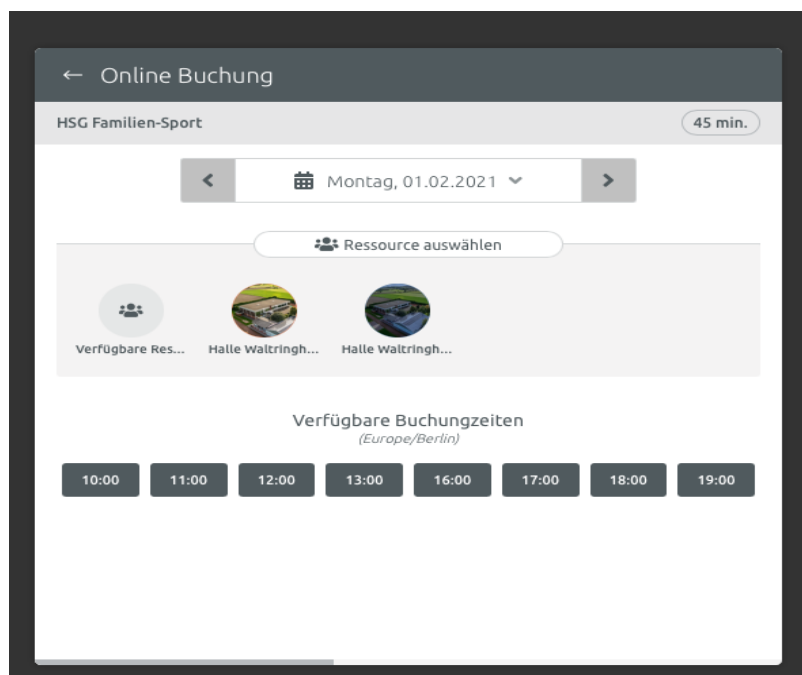 ← Online Buchung
HSG Familien-Sport 45 min.
Montag, 01.02.2021
Ressource auswählen
Verfügbare Res... Halle Waltringh... Halle Waltringh...
Verfügbare Buchungzeiten
(Europe/Berlin)
10:00 11:00 12:00 13:00 16:00 17:00 18:00 19:00